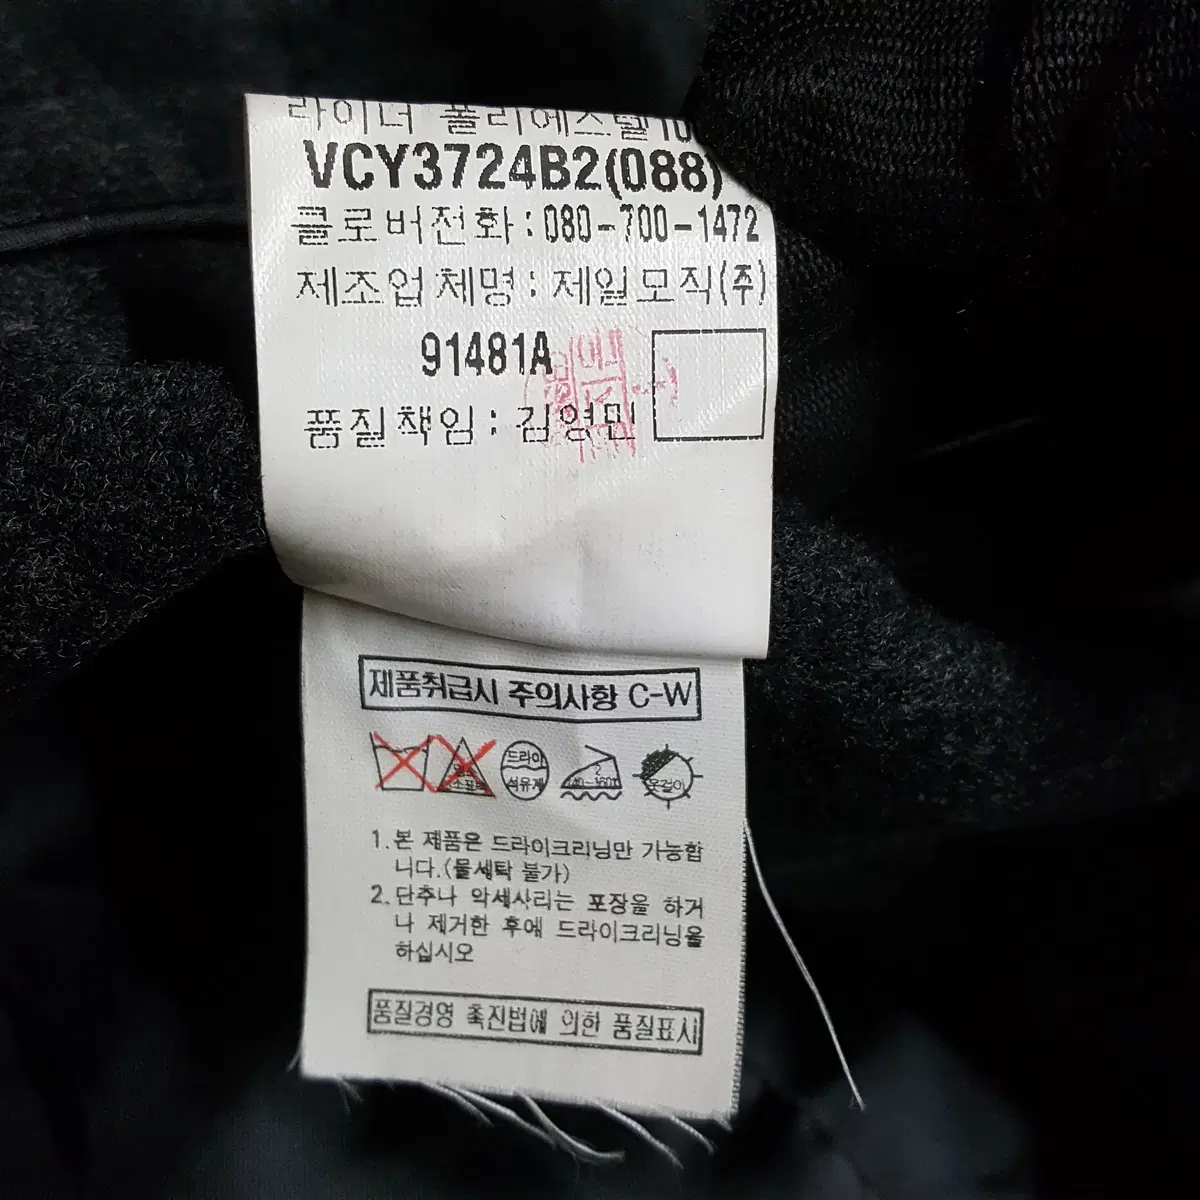 라이너 폴리에스텔100
VCY3724B2(088)
클로버전화:080-700-1472
제조업체명:제일모직(주)
91481A
품질책임:김영민
제품취급시 주의사항 C-W
드라이
석유계
2
옷걸이
1.본 제품은 드라이크리닝만 가능합
니다.(물세탁 불가)
2.단추나 악세사리는 포장을 하거
나 제거한 후에 드라이크리닝을
하십시오
품질경영 촉진법에 의한 품질표시